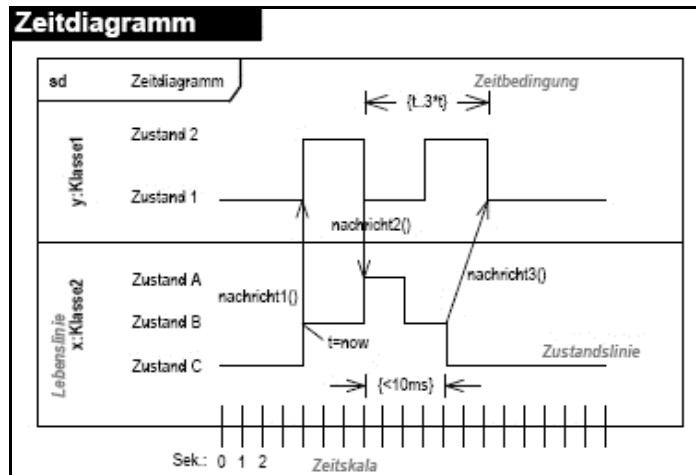 Zeitdiagramm
sd Zeitdiagramm
Zeitbedingung
{t..3*t}
y:Klasse1
Zustand 2
Zustand 1
nachricht2()
Lebenslinie
x:Klasse2
Zustand A
nachricht1()
nachricht3()
Zustand B
t=now
Zustandslinie
Zustand C
{<10ms}
Sek.: 0 1 2
Zeitskala